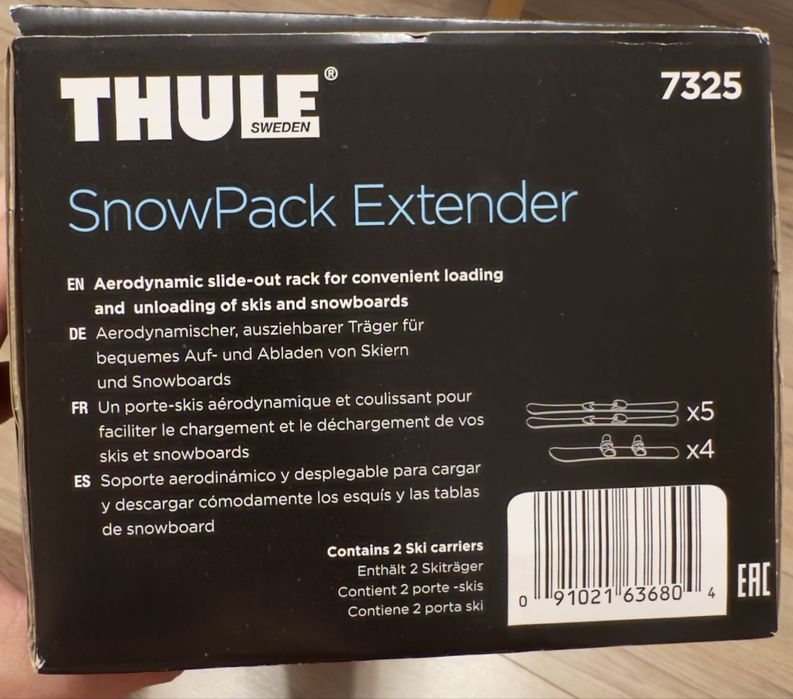 THULE®
SWEDEN
7325
SnowPack Extender
EN Aerodynamic slide-out rack for convenient loading
and unloading of skis and snowboards
DE Aerodynamischer, ausziehbarer Träger für
bequemes Auf- und Abladen von Skiern
und Snowboards
FR Un porte-skis aérodynamique et coulissant pour
faciliter le chargement et le déchargement de vos
skis et snowboards
ES Soporte aerodinámico y desplegable para cargar
y descargar cómodamente los esquís y las tablas
de snowboard
x5
x4
Contains 2 Ski carriers
Enthält 2 Skiträger
Contient 2 porte -skis
Contiene 2 porta ski
0 91021 63680 4
EAC